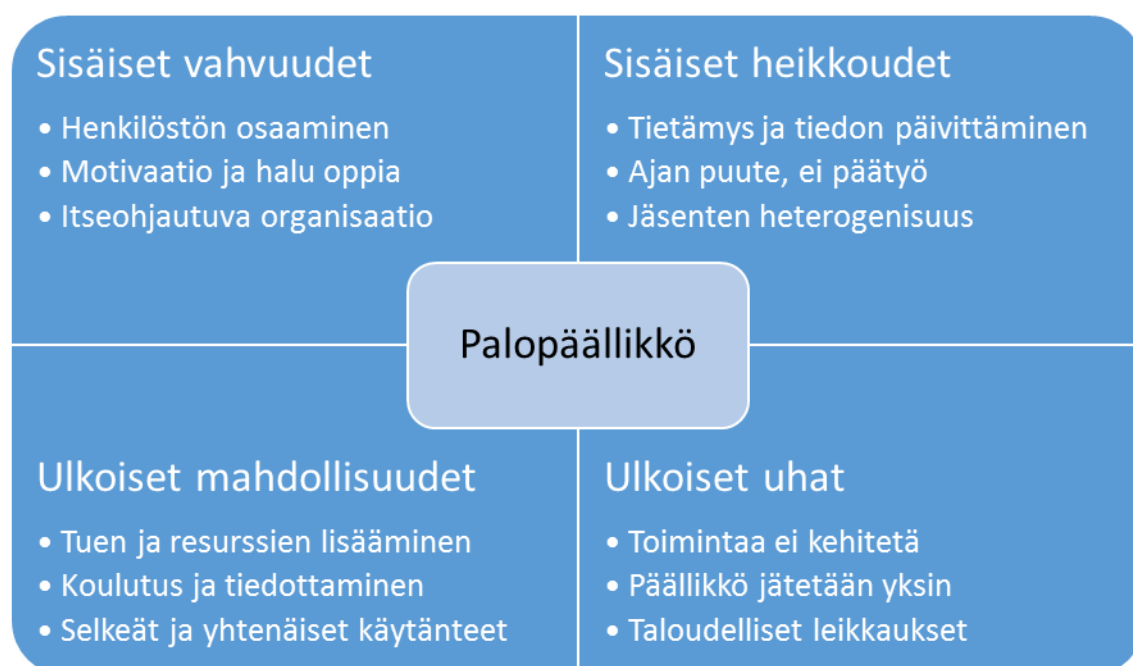 Sisäiset vahvuudet
• Henkilöstön osaaminen
• Motivaatio ja halu oppia
• Itseohjautuva organisaatio
Sisäiset heikkoudet
• Tietämys ja tiedon päivittäminen
• Ajan puute, ei päätyö
• Jäsenten heterogenisuus
Palopäällikkö
Ulkoiset mahdollisuudet
• Tuen ja resurssien lisääminen
• Koulutus ja tiedottaminen
• Selkeät ja yhtenäiset käytänteet
Ulkoiset uhat
• Toimintaa ei kehitetä
• Päällikkö jätetään yksin
• Taloudelliset leikkaukset